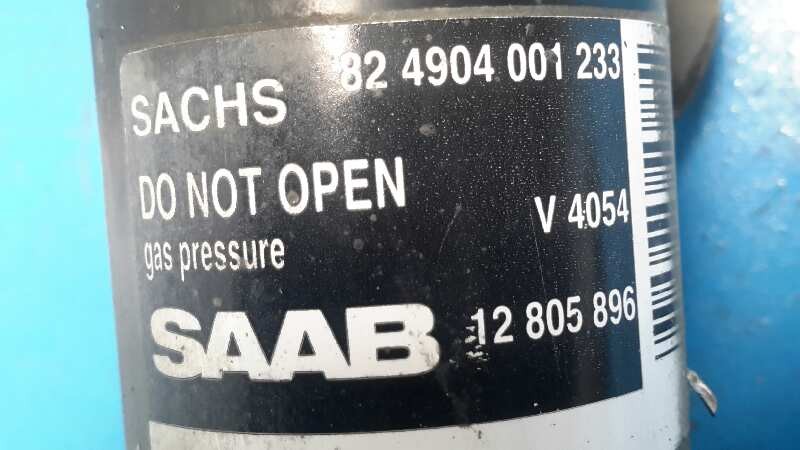 82 4904 001 233
SACHS
DO NOT OPEN
V 4054
gas pressure
SAAB 12 805 896